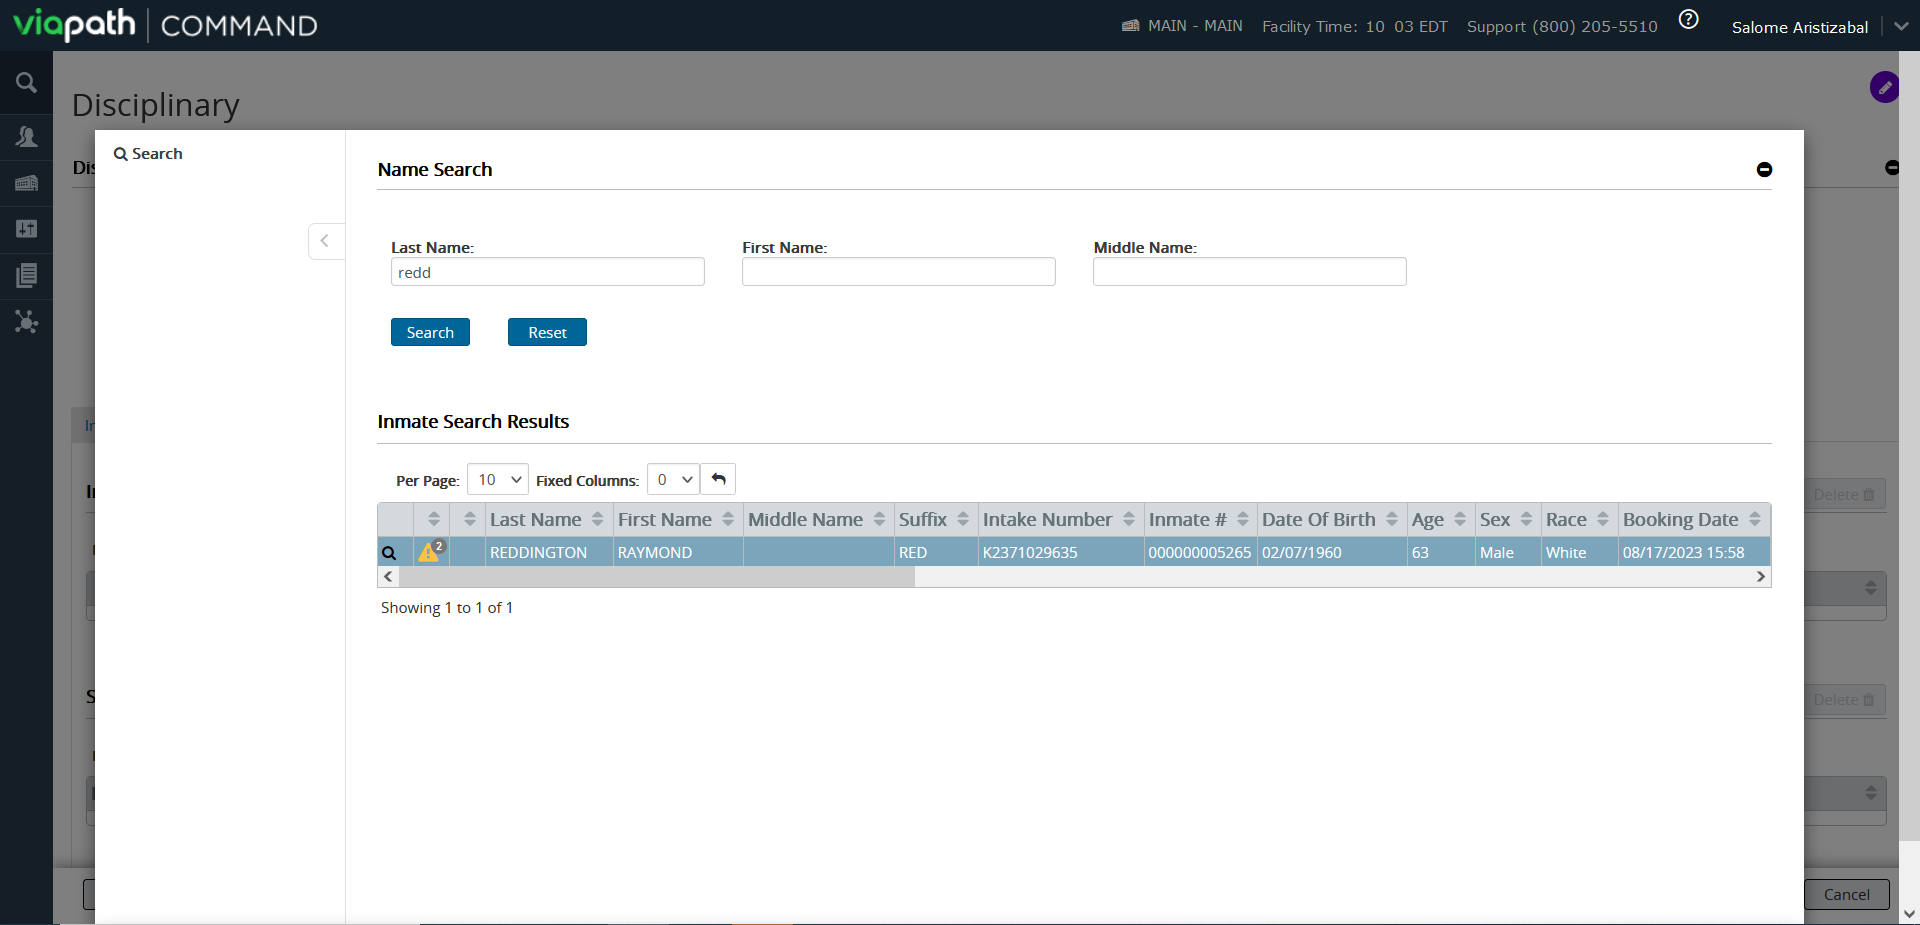 viapath COMMAND
MAIN - MAIN Facility Time: 10 03 EDT Support (800) 205-5510 ? Salome Aristizabal
Disciplinary
Search
Name Search
Last Name: First Name: Middle Name:
redd
Search Reset
Inmate Search Results
Per Page: 10 Fixed Columns: 0
Last Name First Name Middle Name Suffix Intake Number Inmate # Date Of Birth Age Sex Race Booking Date
2 REDDINGTON RAYMOND RED K2371029635 000000005265 02/07/1960 63 Male White 08/17/2023 15:58
Showing 1 to 1 of 1
Delete
Delete
Cancel